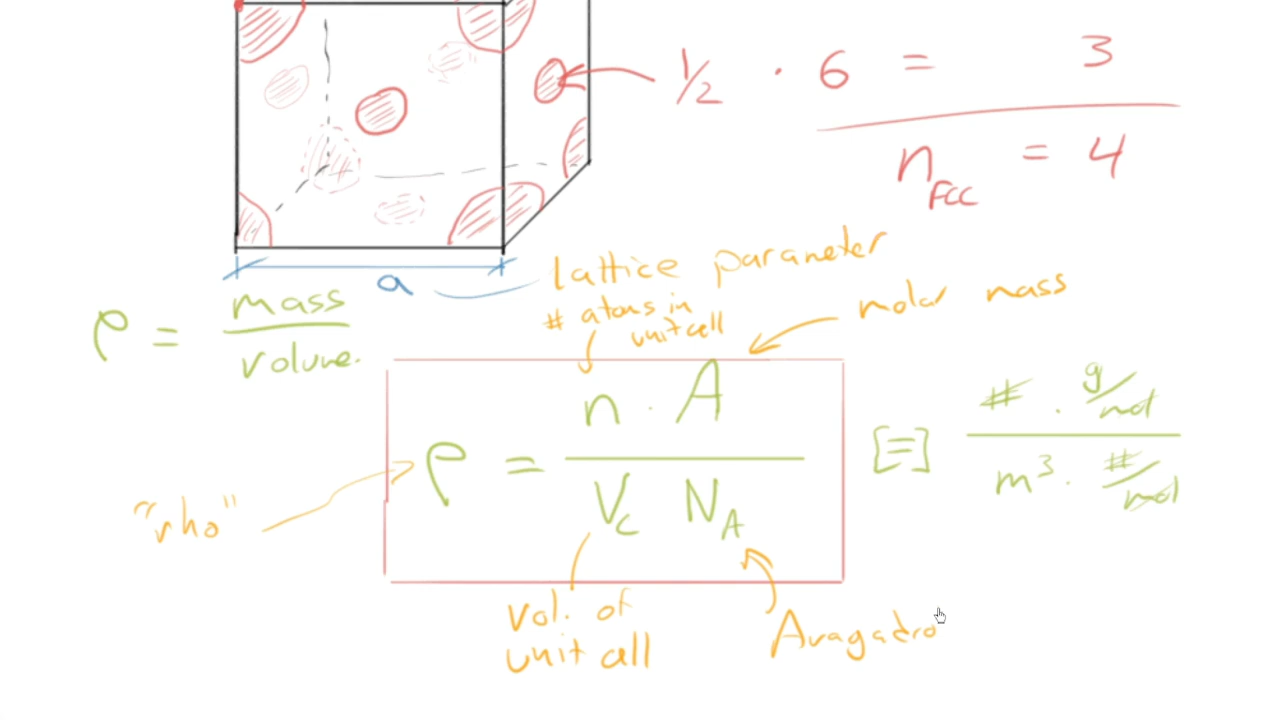 ½ · 6 = 3
n_FCC = 4
a
lattice parameter
# atoms in
unit cell
molar mass
ρ = mass / volume.
ρ = n · A / V_C N_A
[=] # · g/mol / m³ · #/mol
"rho"
vol. of
unit cell
Avagadro